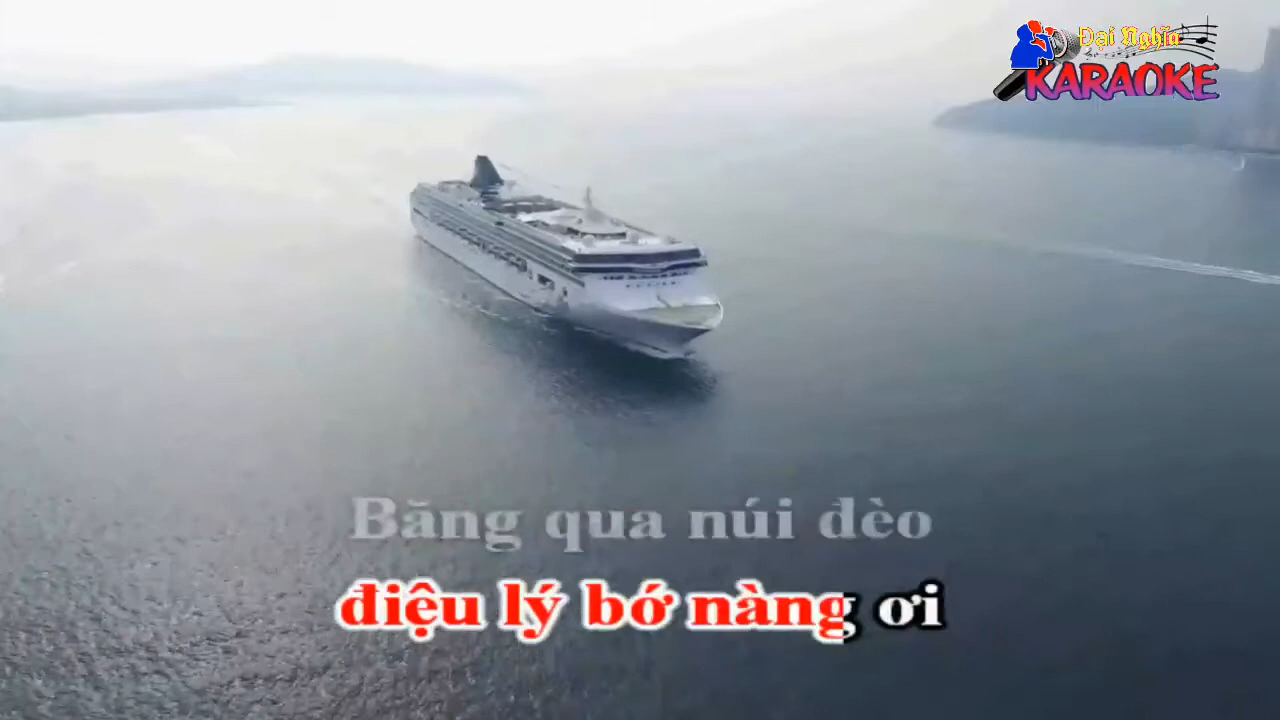 Đại Nghĩa
KARAOKE
Băng qua núi đèo
điệu lý bớ nàng ơi